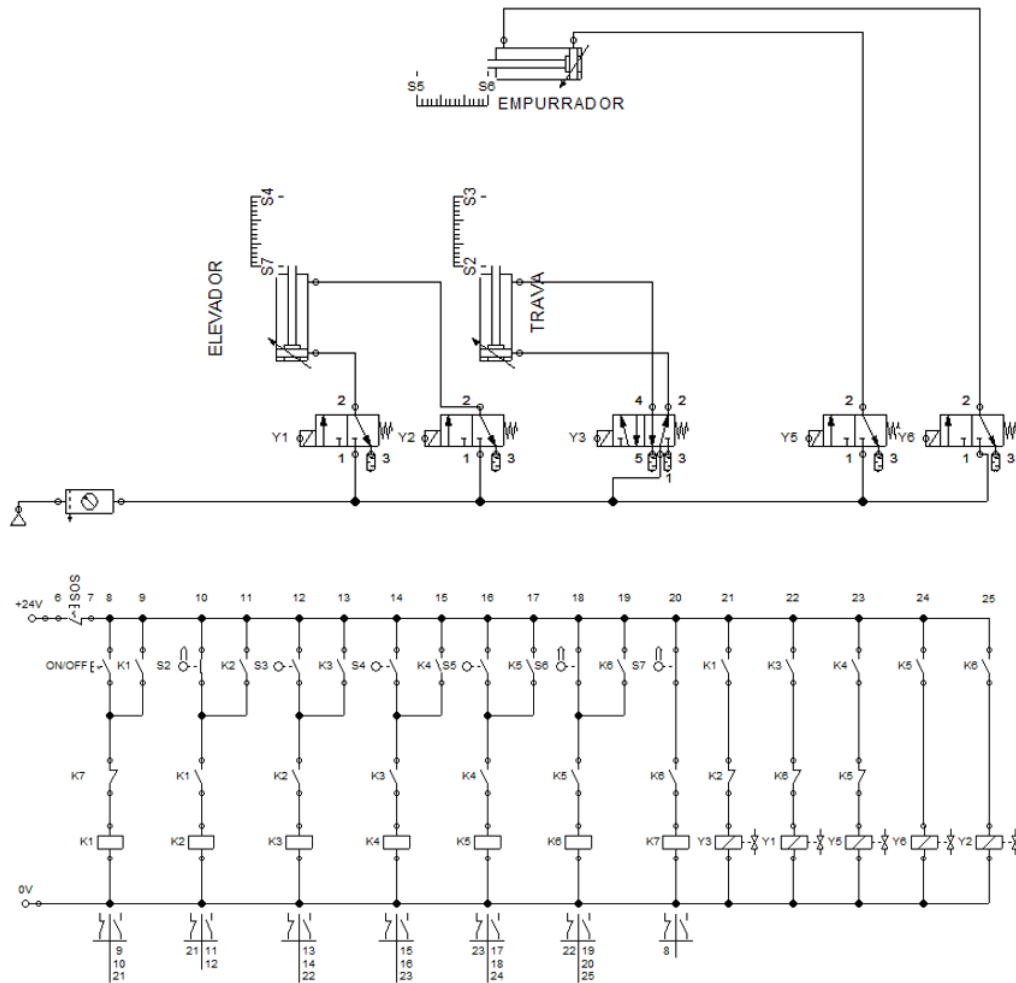 S5 S6
EMPURRADOR
S4
S7
ELEVADOR
S3
S2
TRAVA
2 2 4 2 2 2
Y1 Y2 Y3 Y5 Y6
1 3 1 3 5 3 1 3 1 3
1
SOS
+24V 6 7 8 9 10 11 12 13 14 15 16 17 18 19 20 21 22 23 24 25
ON/OFF K1 S2 K2 S3 K3 S4 K4 S5 K5 S6 K6 S7 K1 K3 K4 K5 K6
K7 K1 K2 K3 K4 K5 K6 K2 K6 K5
K1 K2 K3 K4 K5 K6 K7 Y3 Y1 Y5 Y6 Y2
0V
9 21 11 13 15 23 17 22 19 8
10 12 14 16 18 20
21 22 23 24 25